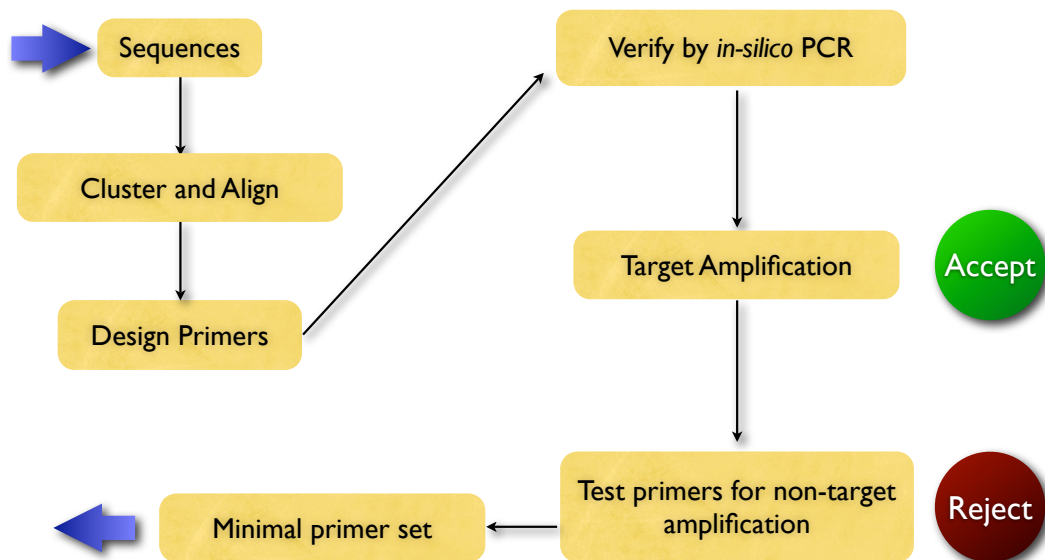 Sequences
Cluster and Align
Design Primers
Verify by in-silico PCR
Target Amplification
Accept
Test primers for non-target
amplification
Reject
Minimal primer set